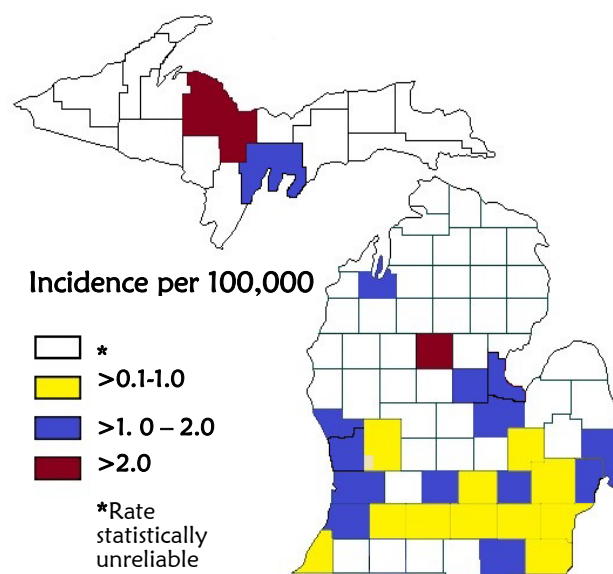 Incidence per 100,000
*
>0.1-1.0
>1. 0 – 2.0
>2.0
*Rate
statistically
unreliable